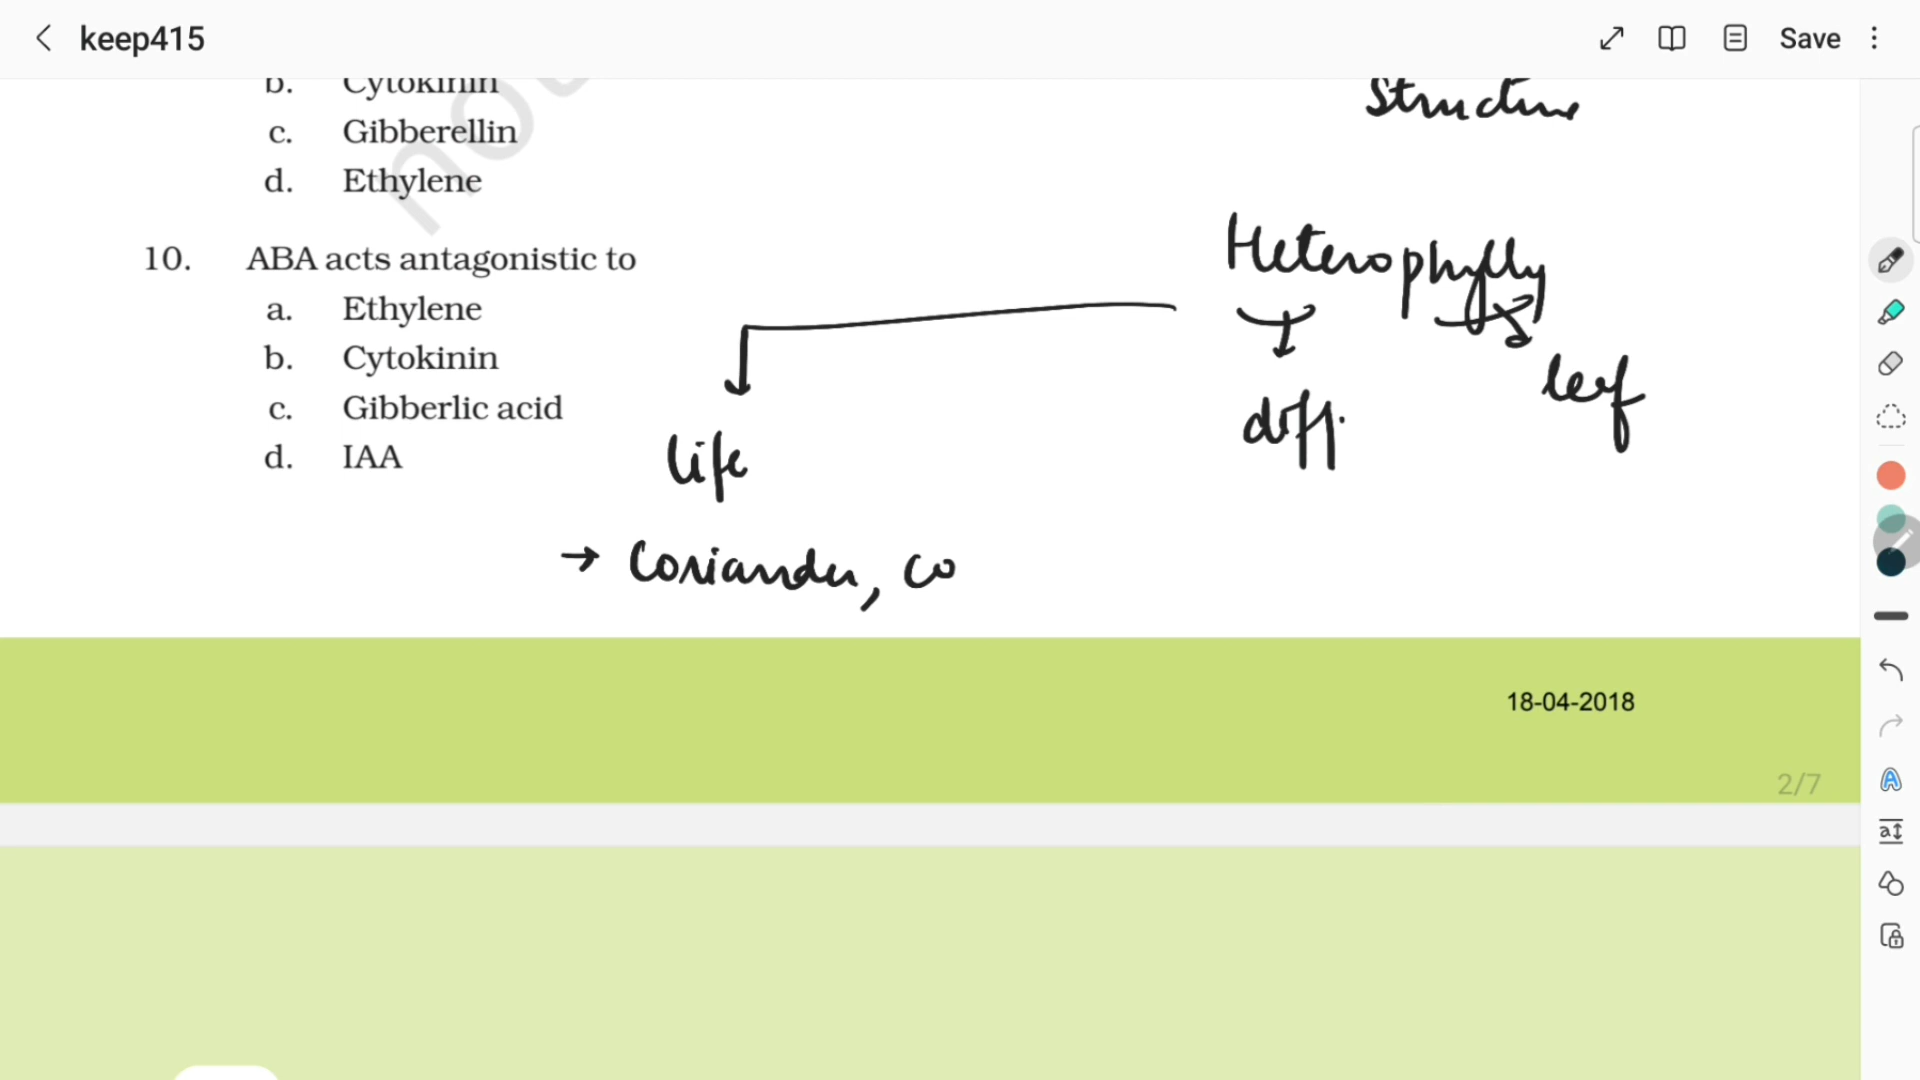 keep415
Save
b. Cytokinin
Structure
c. Gibberellin
d. Ethylene
10. ABA acts antagonistic to
Heterophylly
a. Ethylene
b. Cytokinin
leaf
c. Gibberlic acid
diff.
d. IAA
life
→ Coriander, co
18-04-2018
2/7